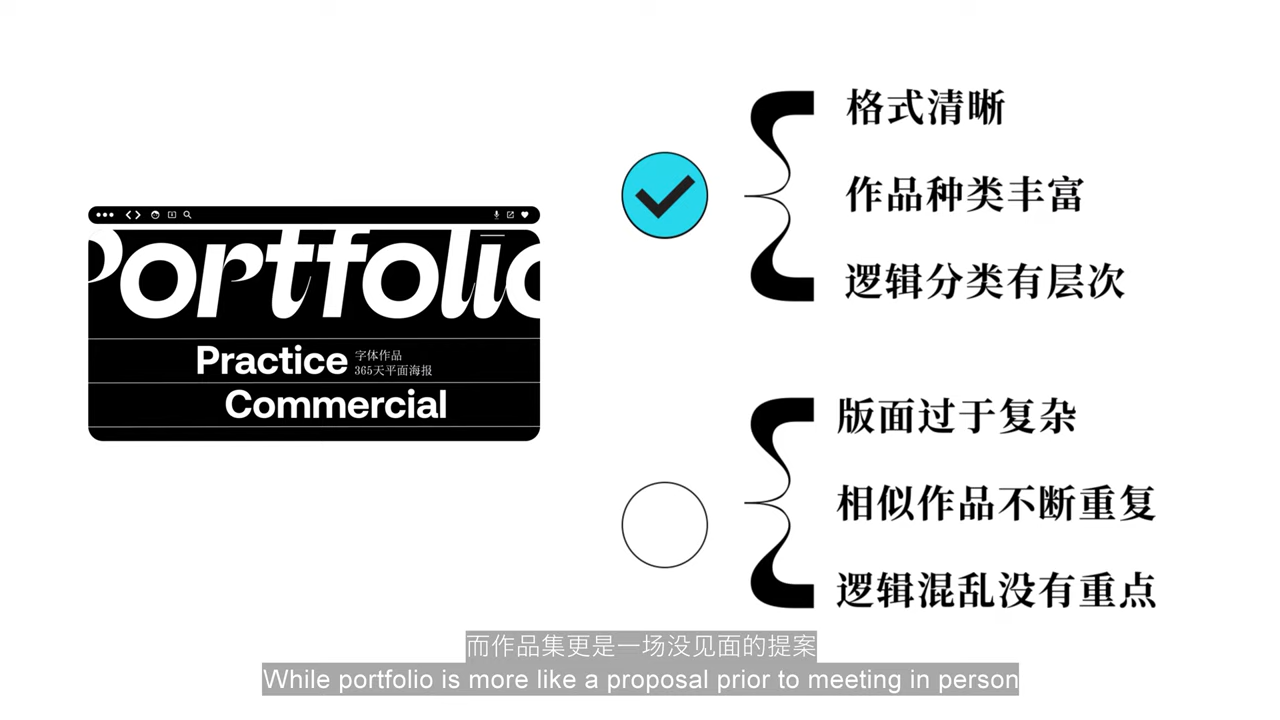 Portfolio
Practice
字体作品
365天平面海报
Commercial
格式清晰
作品种类丰富
逻辑分类有层次
版面过于复杂
相似作品不断重复
逻辑混乱没有重点
而作品集更是一场没见面的提案
While portfolio is more like a proposal prior to meeting in person